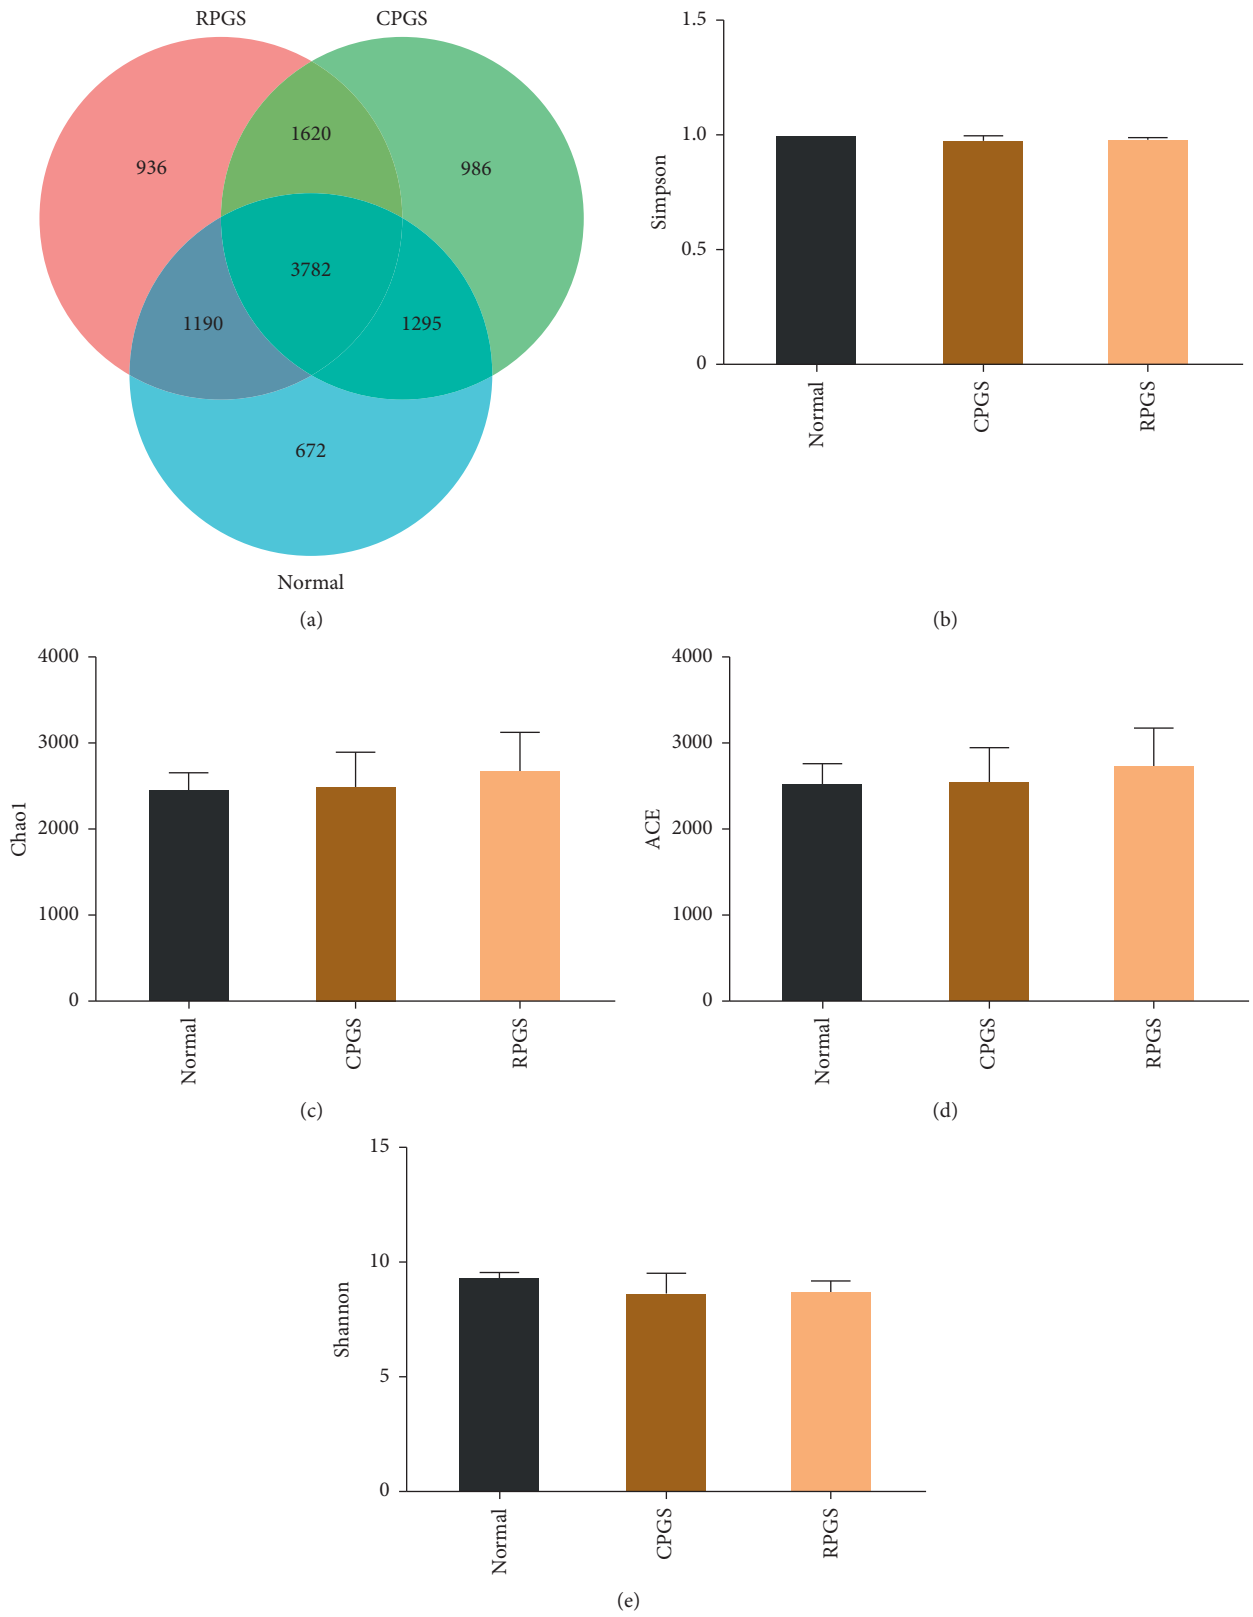 RPGS
CPGS
1620
936
986
3782
1190
1295
672
Normal
(a)
1.5
1.0
0.5
0
Simpson
Normal
CPGS
RPGS
(b)
4000
3000
2000
1000
0
Chao1
Normal
CPGS
RPGS
(c)
4000
3000
2000
1000
0
ACE
Normal
CPGS
RPGS
(d)
15
10
5
0
Shannon
Normal
CPGS
RPGS
(e)